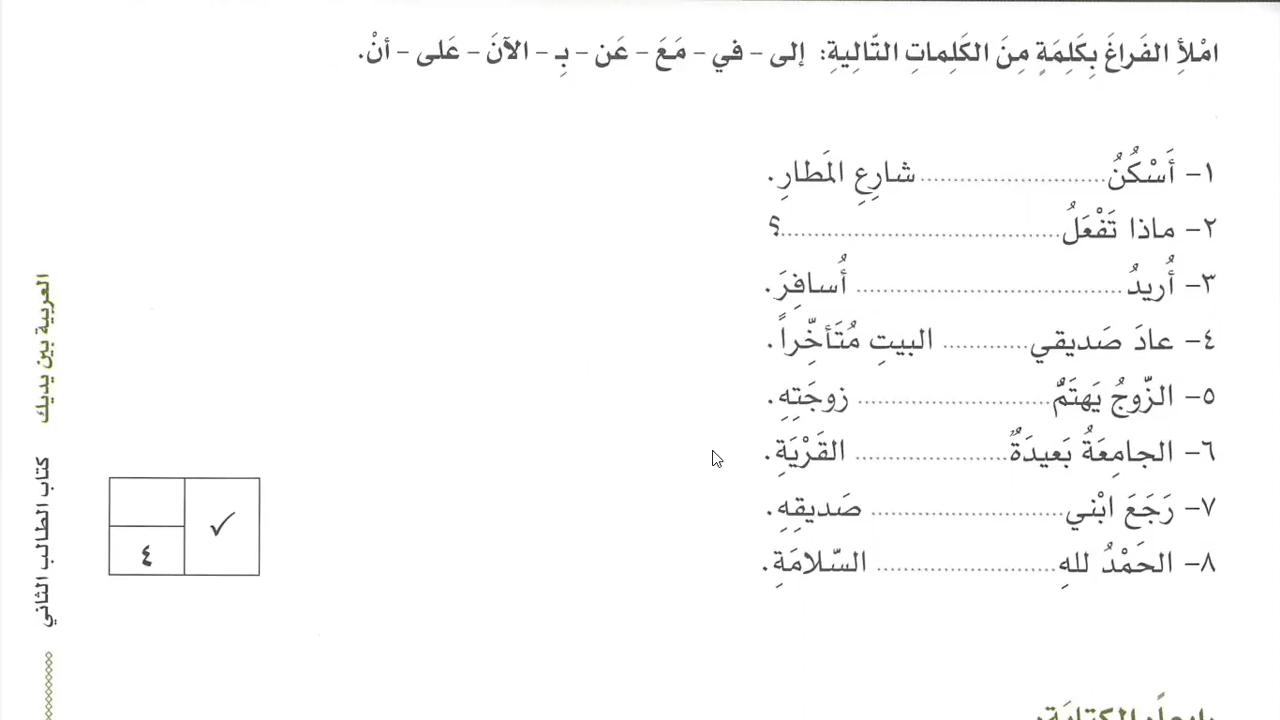 امْلأِ الفَراغَ بِكَلِمَةٍ مِنَ الكَلِماتِ التّالِيةِ: إلى – في – مَعَ – عَن – بِـ – الآنَ – عَلى – أنْ.
١– أَسْكُنُ ............................ شارِعِ المَطارِ.
٢– ماذا تَفْعَلُ ..........................................؟
٣– أُريدُ ........................................ أُسافِرَ.
٤– عادَ صَديقي ............. البيتِ مُتَأخِّراً.
٥– الزّوجُ يَهتَمُّ ............................. زوجَتِهِ.
٦– الجامِعَةُ بَعيدَةٌ ....................... القَرْيَةِ.
٧– رَجَعَ ابْني ............................. صَديقِهِ.
٨– الحَمْدُ للهِ ........................... السّلامَةِ.
✓
٤
العربية بين يديك كتاب الطالب الثاني